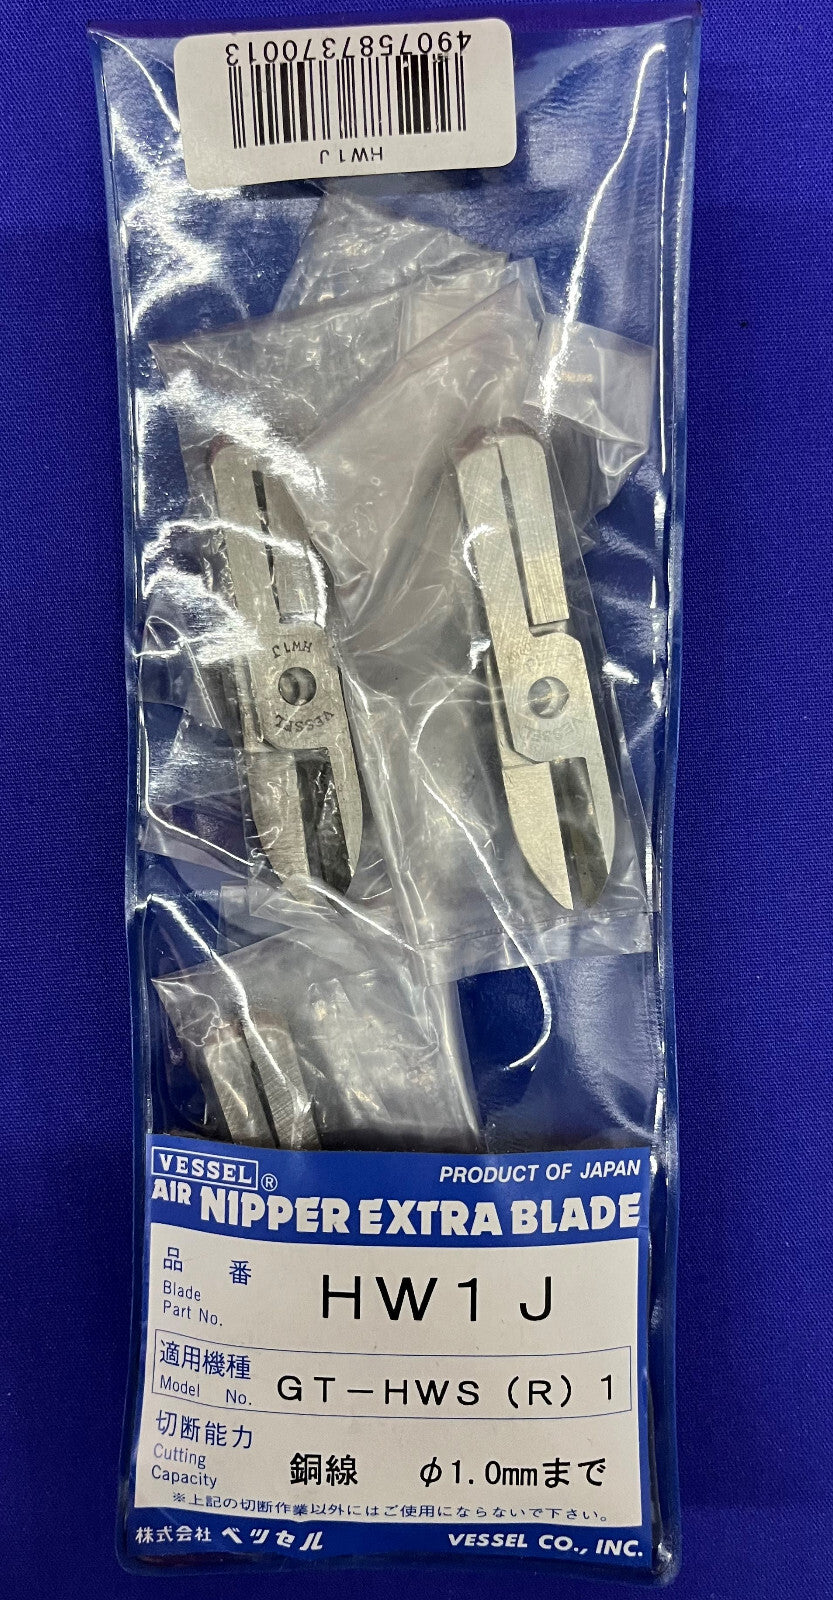 4907587370013
HW1J
HW1J
VESSEL
VESSEL
VESSEL®
PRODUCT OF JAPAN
AIR NIPPER EXTRA BLADE
品番
Blade
Part No.
HW1J
適用機種
Model No.
GT-HWS(R)1
切断能力
Cutting
Capacity
銅線 φ1.0mmまで
※上記の切断作業以外にはご使用にならないで下さい。
株式会社 ベッセル
VESSEL CO., INC.